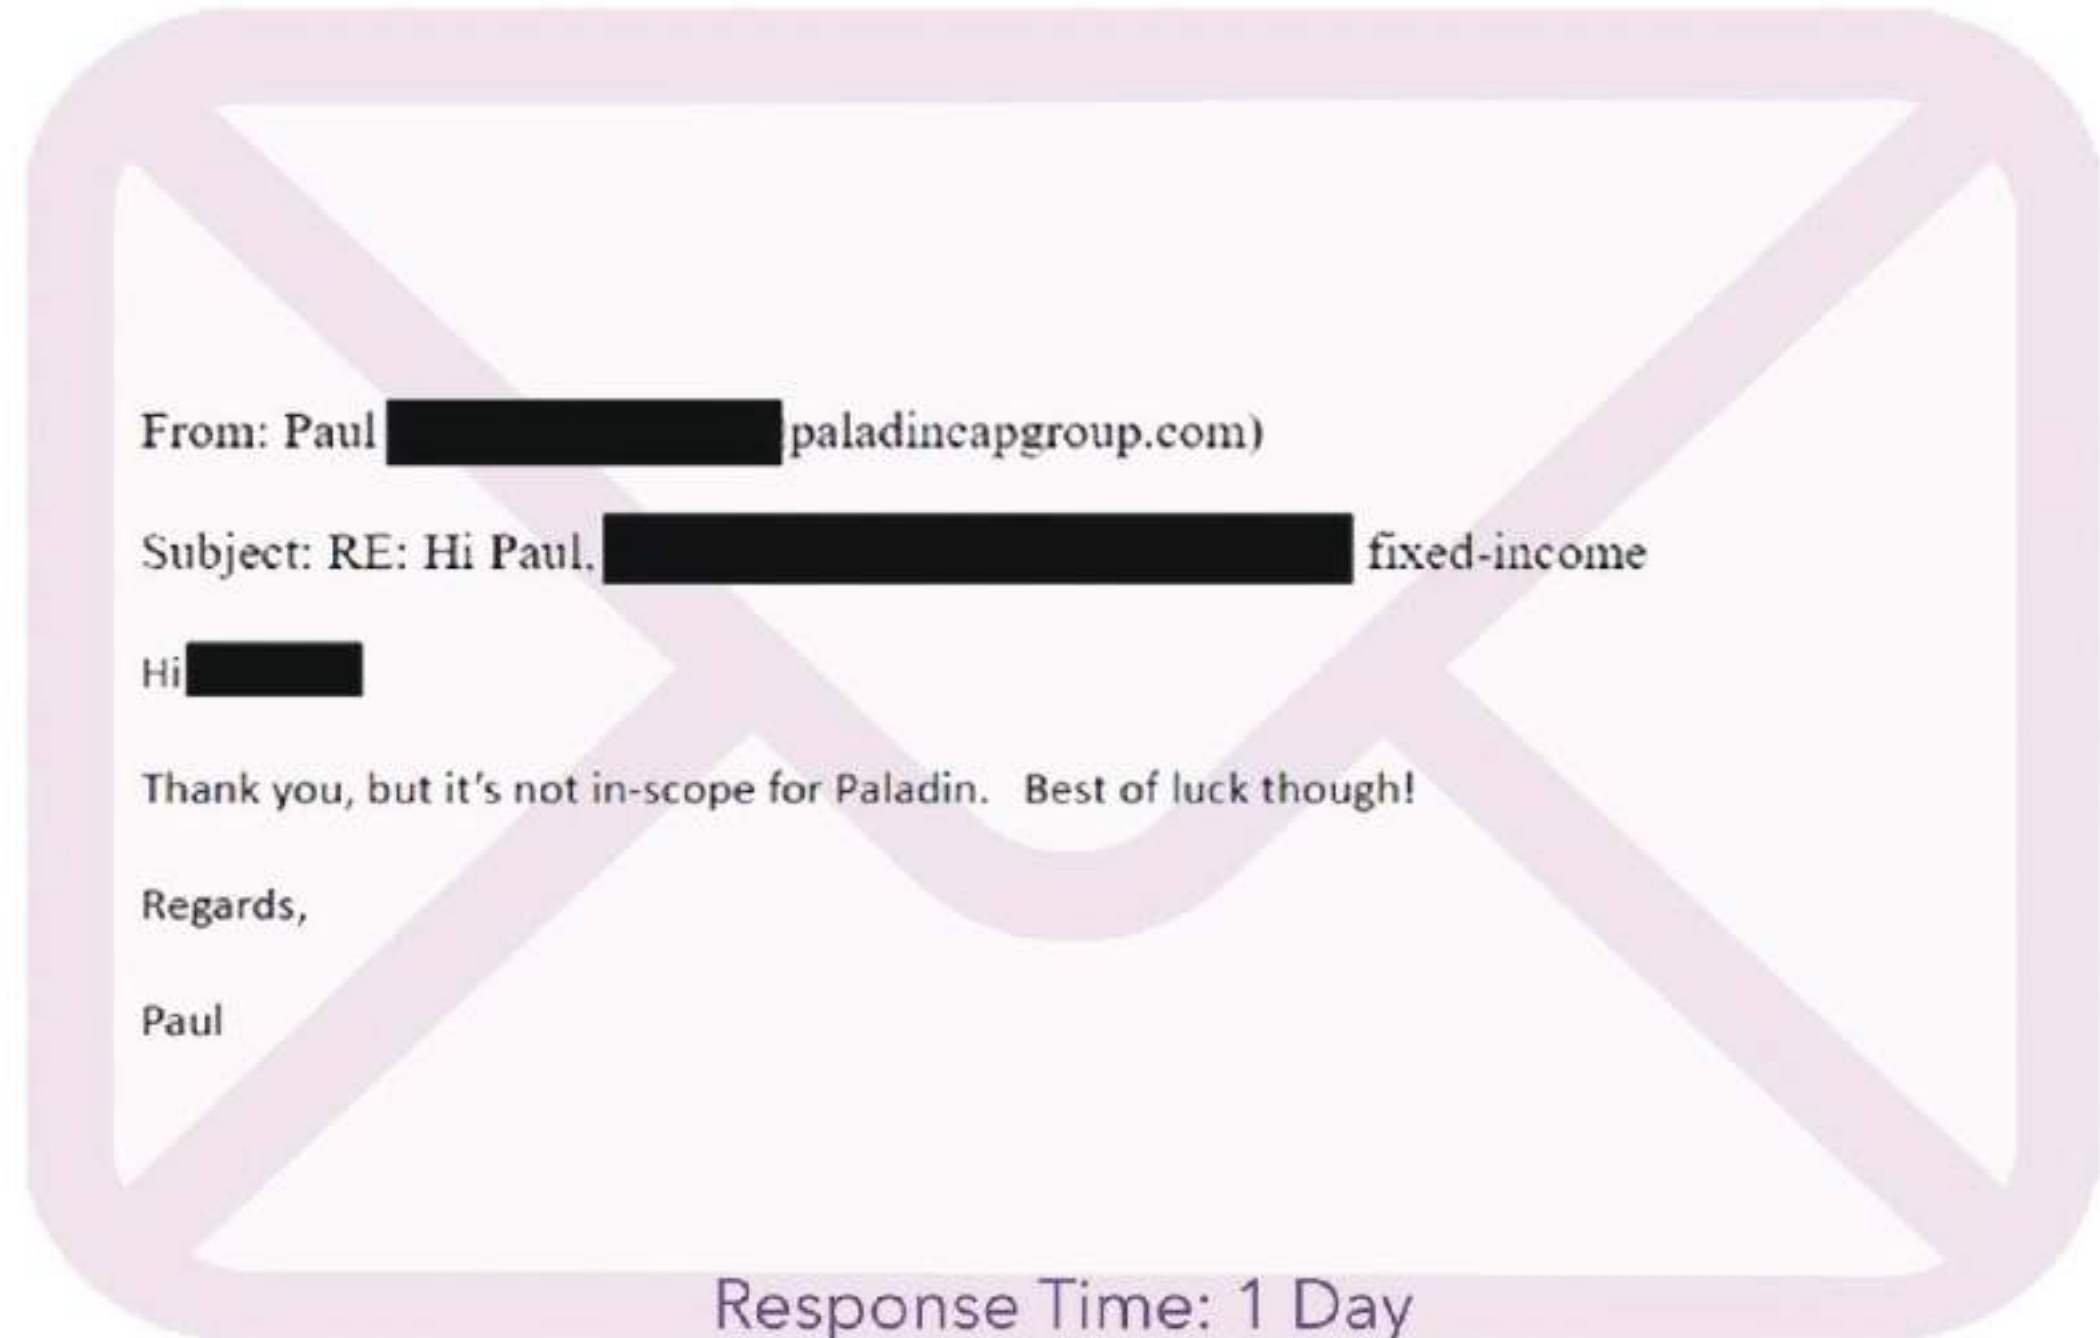 From: Paul paladincapgroup.com)
Subject: RE: Hi Paul, fixed-income
Hi
Thank you, but it's not in-scope for Paladin. Best of luck though!
Regards,
Paul
Response Time: 1 Day